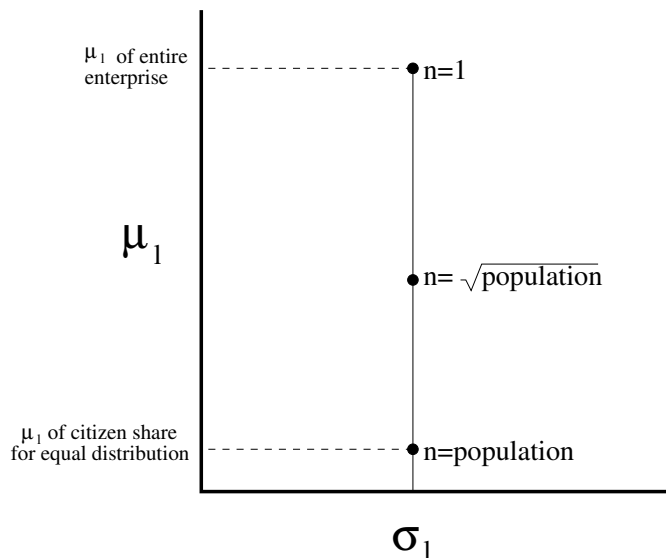 μ₁ of entire
enterprise
n=1
μ₁
n= √population
μ₁ of citizen share
for equal distribution
n=population
σ₁